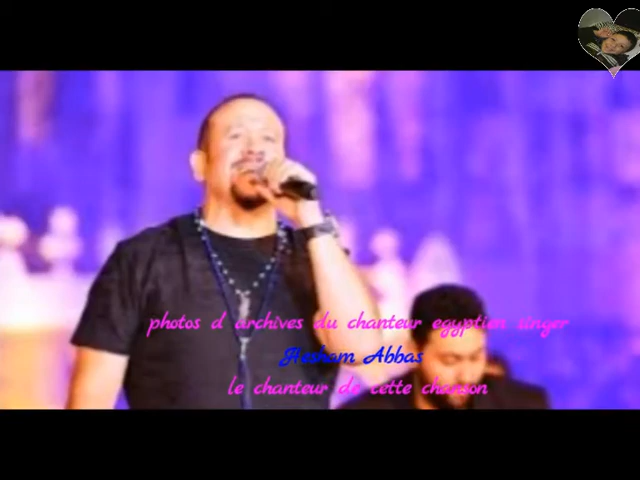 photos d archives du chanteur egyptien singer
Hesham Abbas
le chanteur de cette chanson